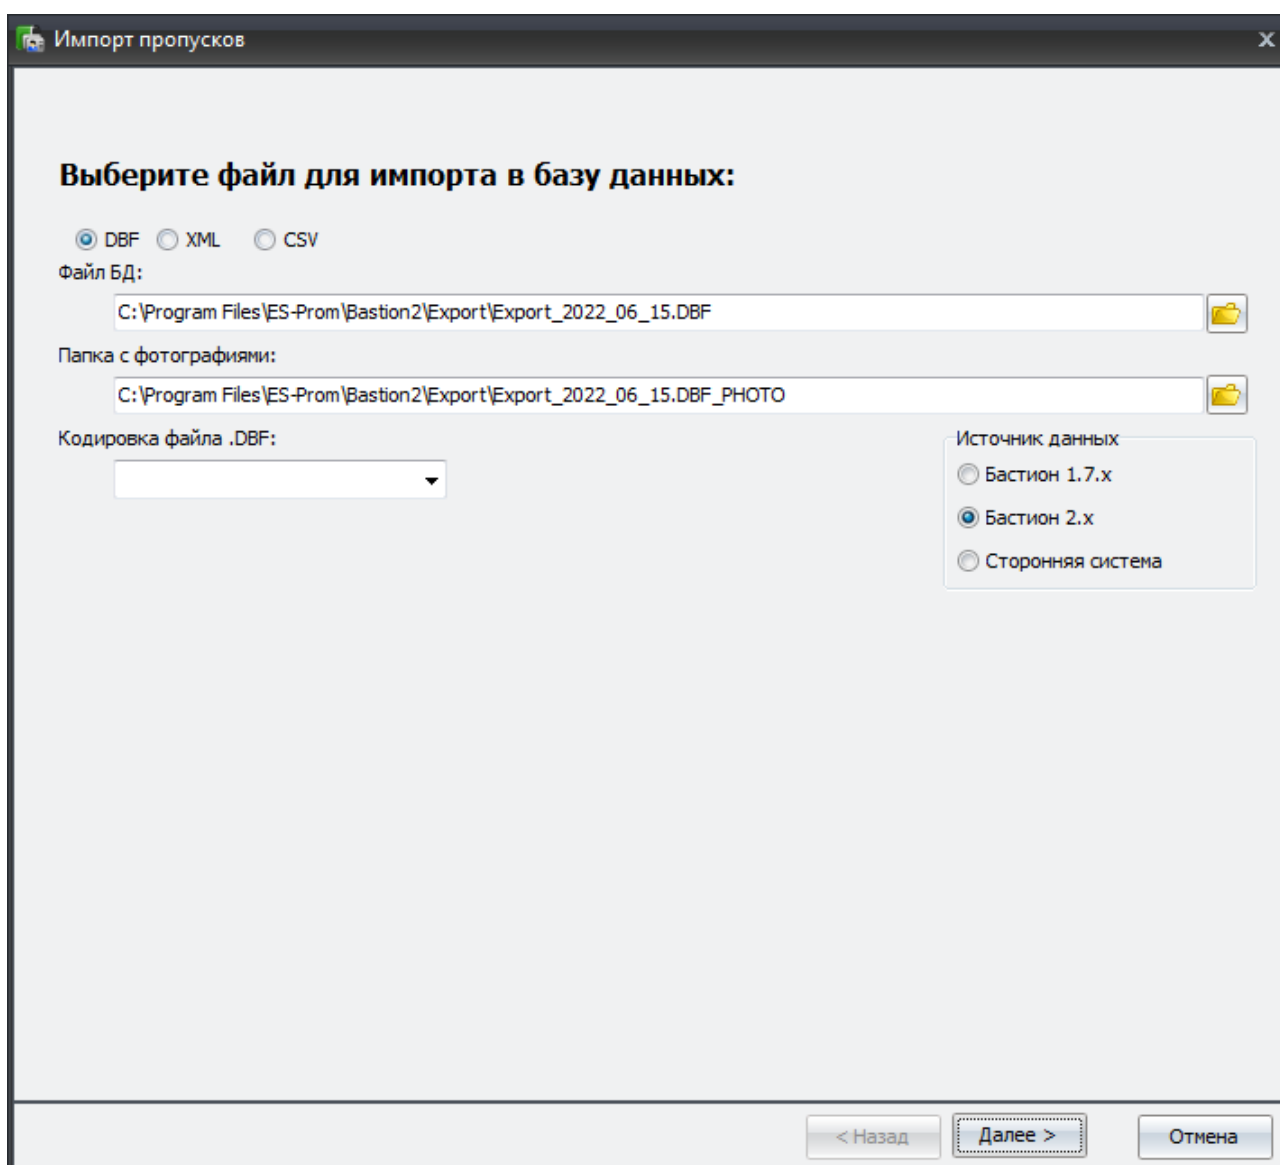 Импорт пропусков
Выберите файл для импорта в базу данных:
DBF XML CSV
Файл БД:
C:\Program Files\ES-Prom\Bastion2\Export\Export_2022_06_15.DBF
Папка с фотографиями:
C:\Program Files\ES-Prom\Bastion2\Export\Export_2022_06_15.DBF_PHOTO
Кодировка файла .DBF:
Источник данных
Бастион 1.7.x
Бастион 2.x
Сторонняя система
< Назад Далее > Отмена